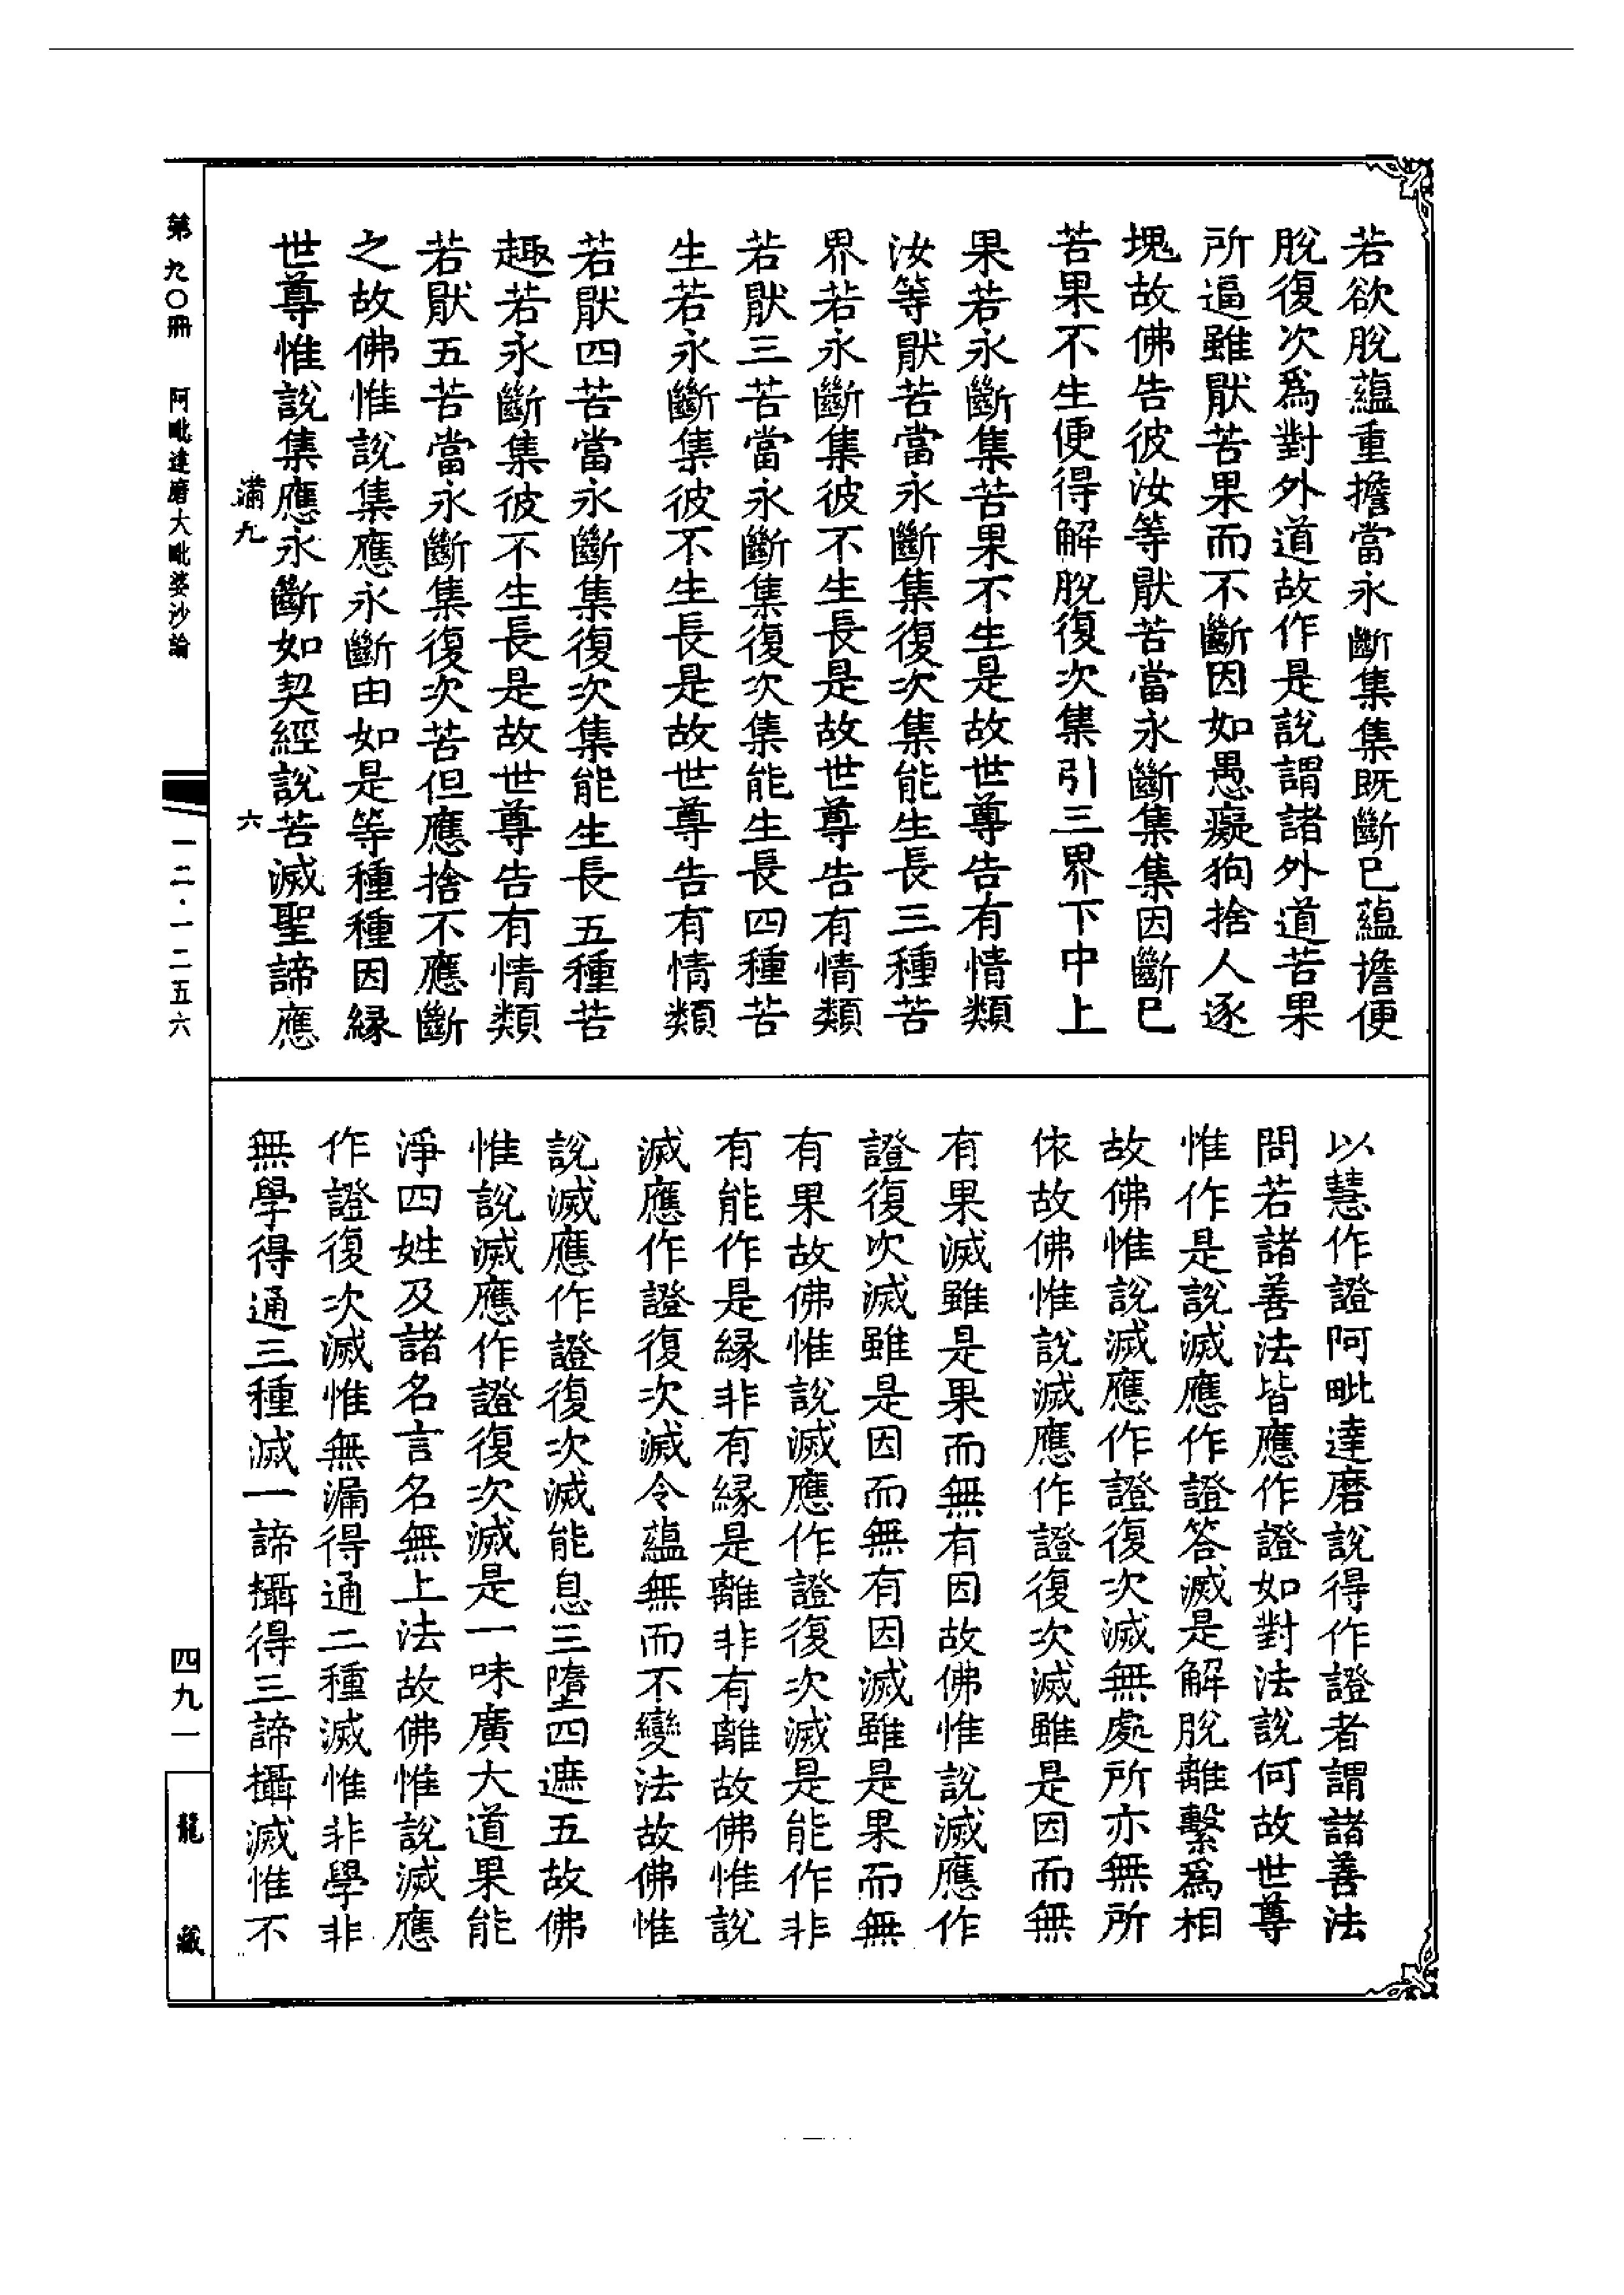 若欲脫蘊重擔當永斷集集既斷已蘊擔便
脫復次爲對外道故作是說謂諸外道苦果
所逼雖猒苦果而不斷因如愚癡狗捨人逐
塊故佛告彼汝等猒苦當永斷集集因斷已
苦果不生便得解脫復次集引三界下中上
果若永斷集苦果不生是故世尊告有情類
汝等猒苦當永斷集復次集能生長三種苦
界若永斷集彼不生長是故世尊告有情類
若猒三苦當永斷集復次集能生長四種苦
生若永斷集彼不生長是故世尊告有情類
若猒四苦當永斷集復次集能生長五種苦
趣若永斷集彼不生長是故世尊告有情類
若猒五苦當永斷集復次苦但應捨不應斷
之故佛惟說集應永斷由如是等種種因緣
世尊惟說集應永斷如契經說苦滅聖諦應
滿九
六
以慧作證阿毗達磨說得作證者謂諸善法
問若諸善法皆應作證如對法說何故世尊
惟作是說滅應作證答滅是解脫離繫爲相
故佛惟說滅應作證復次滅無處所亦無所
依故佛惟說滅應作證復次滅雖是因而無
有果滅雖是果而無有因故佛惟說滅應作
證復次滅雖是因而無有因滅雖是果而無
有果故佛惟說滅應作證復次滅是能作非
有能作是緣非有緣是離非有離故佛惟說
滅應作證復次滅令蘊無而不變法故佛惟
說滅應作證復次滅能息三墮四遮五故佛
惟說滅應作證復次滅是一味廣大道果能
淨四姓及諸名言名無上法故佛惟說滅應
作證復次滅惟無漏得通二種滅惟非學非
無學得通三種滅一諦攝得三諦攝滅惟不
第九〇冊 阿毗達磨大毗婆沙論
一二·一二五六
四九一
龍藏